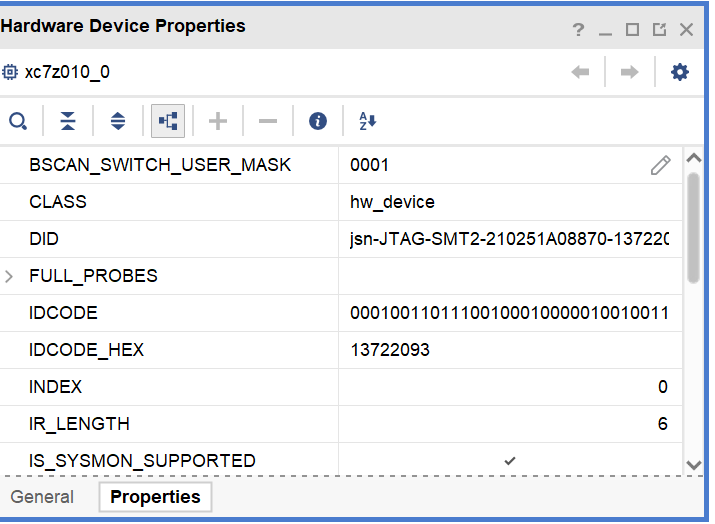 Hardware Device Properties
xc7z010_0
BSCAN_SWITCH_USER_MASK 0001
CLASS hw_device
DID jsn-JTAG-SMT2-210251A08870-137220
FULL_PROBES
IDCODE 00010011011100100010000010010011
IDCODE_HEX 13722093
INDEX 0
IR_LENGTH 6
IS_SYSMON_SUPPORTED ✓
General Properties